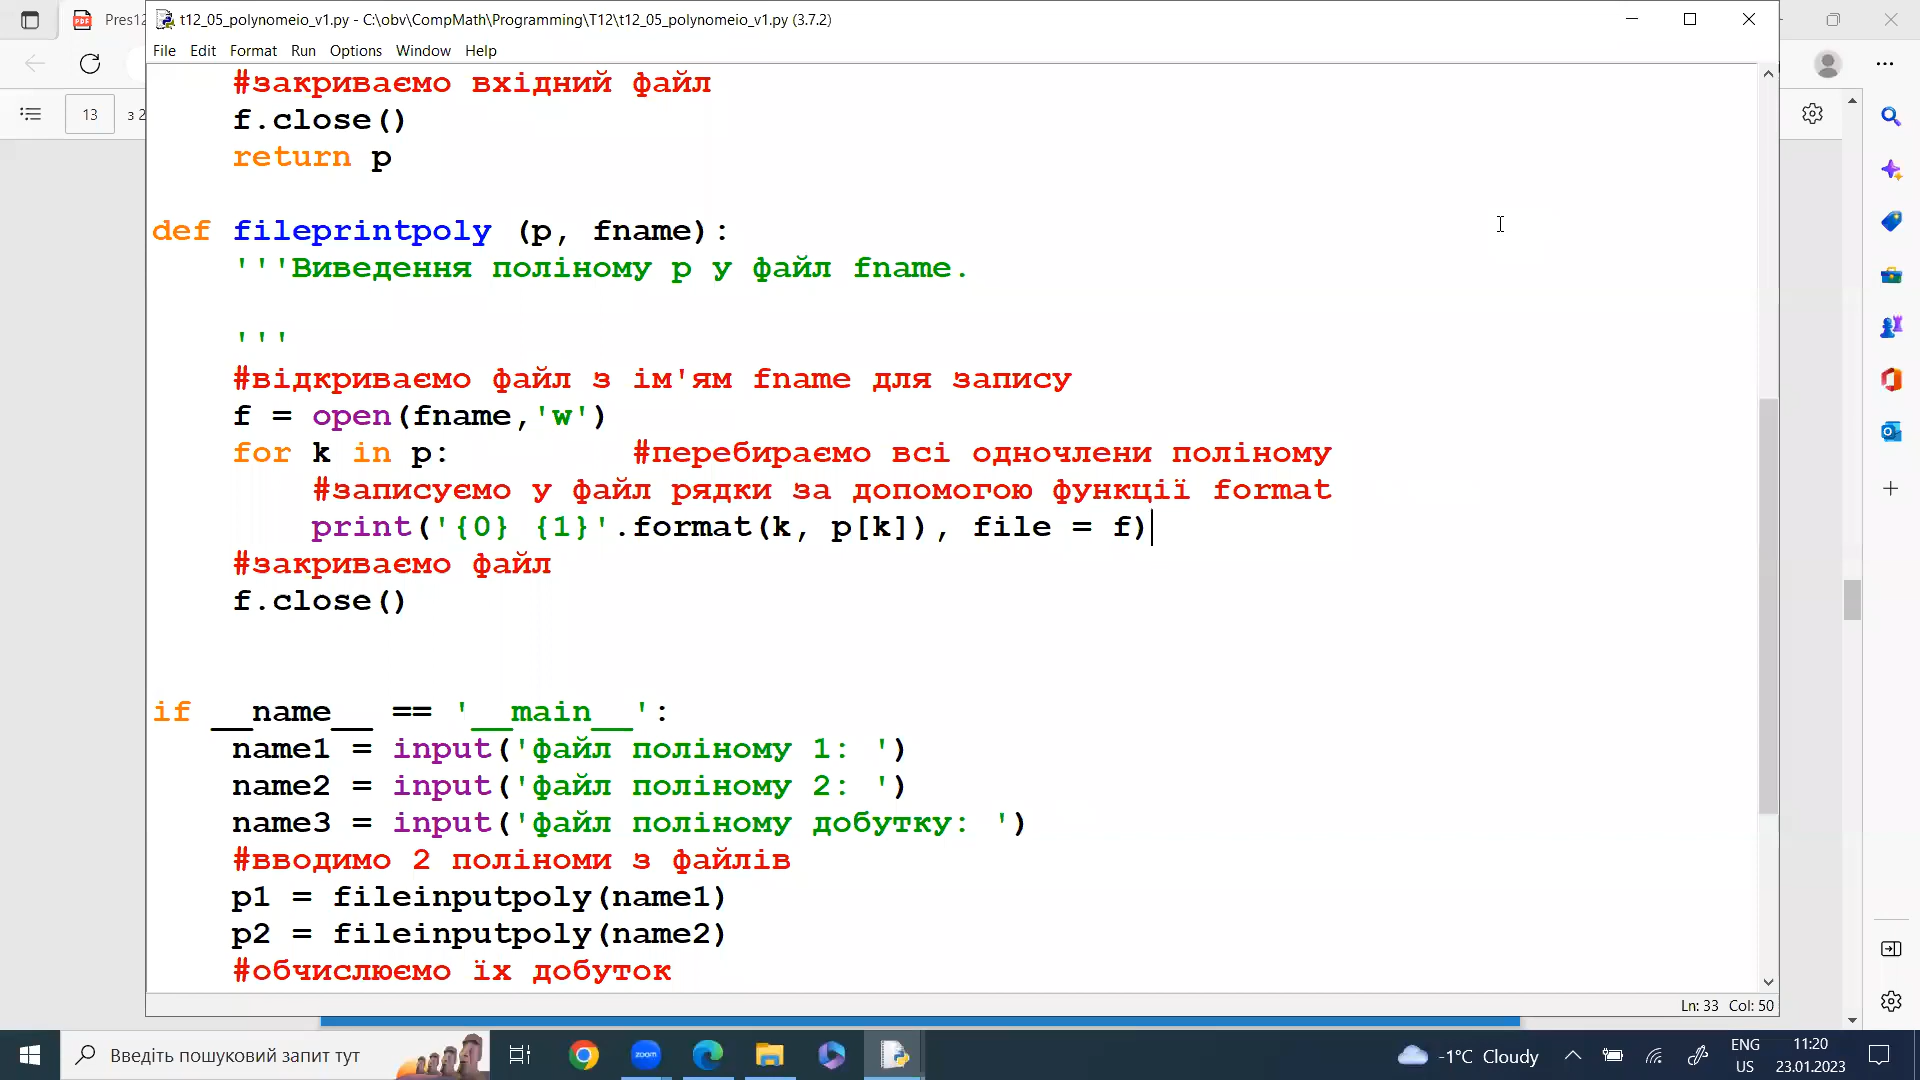 Pres12
t12_05_polynomeio_v1.py - C:\obv\CompMath\Programming\T12\t12_05_polynomeio_v1.py (3.7.2)
File Edit Format Run Options Window Help
13 з 2
#закриваємо вхідний файл
f.close()
return p
def fileprintpoly (p, fname):
'''Виведення поліному p у файл fname.
'''
#відкриваємо файл з ім'ям fname для запису
f = open(fname,'w')
for k in p: #перебираємо всі одночлени поліному
#записуємо у файл рядки за допомогою функції format
print('{0} {1}'.format(k, p[k]), file = f)
#закриваємо файл
f.close()
if __name__ == '__main__':
name1 = input('файл поліному 1: ')
name2 = input('файл поліному 2: ')
name3 = input('файл поліному добутку: ')
#вводимо 2 поліноми з файлів
p1 = fileinputpoly(name1)
p2 = fileinputpoly(name2)
#обчислюємо їх добуток
Ln: 33 Col: 50
Введіть пошуковий запит тут
zoom
-1°C Cloudy
ENG
US
11:20
23.01.2023